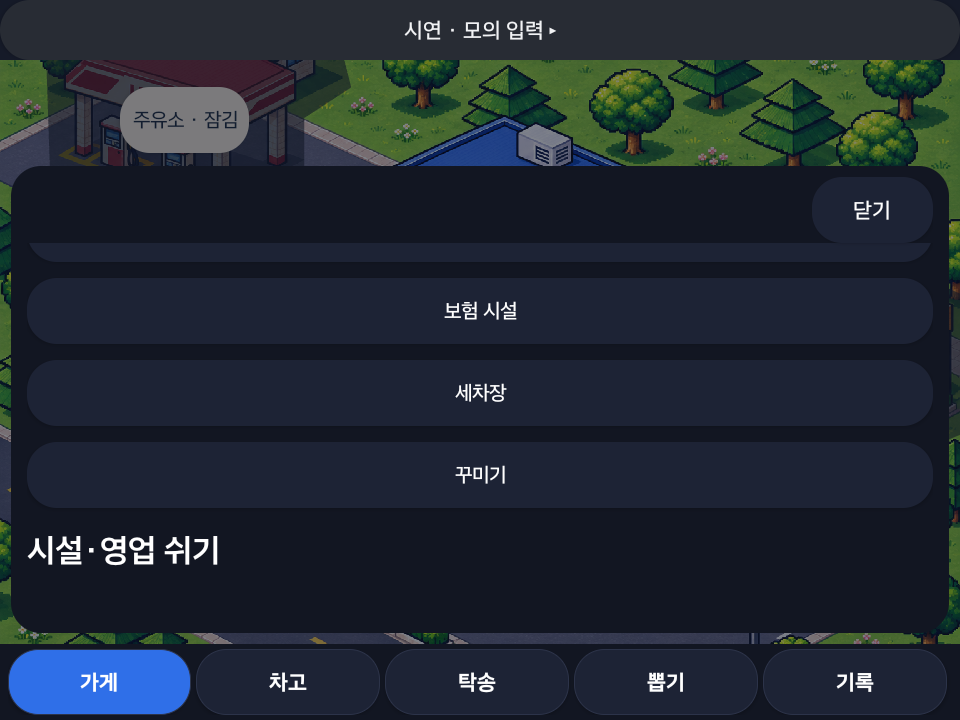 시연 · 모의 입력 ▸
주유소 · 잠김
닫기
보험 시설
세차장
꾸미기
시설·영업 쉬기
가게
차고
탁송
뽑기
기록